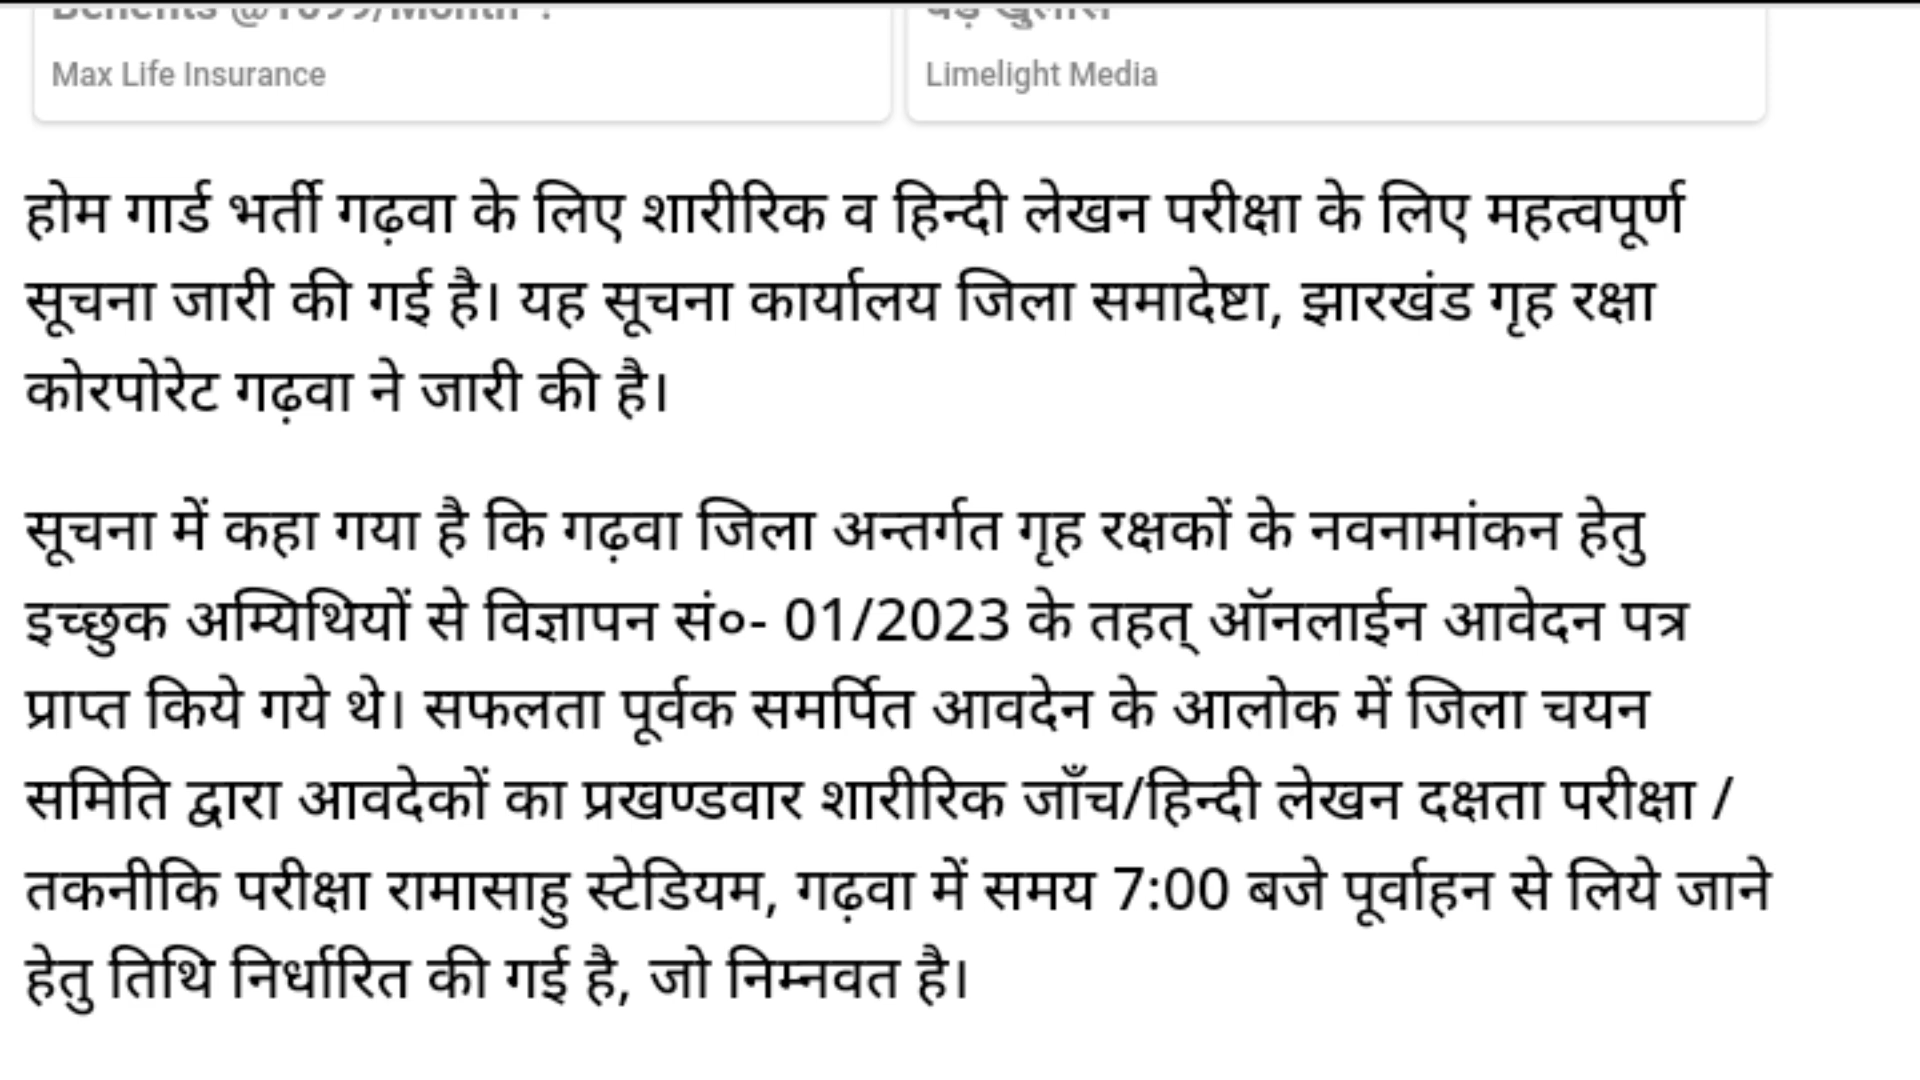 Max Life Insurance
Limelight Media
होम गार्ड भर्ती गढ़वा के लिए शारीरिक व हिन्दी लेखन परीक्षा के लिए महत्वपूर्ण
सूचना जारी की गई है। यह सूचना कार्यालय जिला समादेष्टा, झारखंड गृह रक्षा
कोरपोरेट गढ़वा ने जारी की है।
सूचना में कहा गया है कि गढ़वा जिला अन्तर्गत गृह रक्षकों के नवनामांकन हेतु
इच्छुक अम्यिथियों से विज्ञापन सं०- 01/2023 के तहत् ऑनलाईन आवेदन पत्र
प्राप्त किये गये थे। सफलता पूर्वक समर्पित आवदेन के आलोक में जिला चयन
समिति द्वारा आवदेकों का प्रखण्डवार शारीरिक जाँच/हिन्दी लेखन दक्षता परीक्षा /
तकनीकि परीक्षा रामासाहु स्टेडियम, गढ़वा में समय 7:00 बजे पूर्वाहन से लिये जाने
हेतु तिथि निर्धारित की गई है, जो निम्नवत है।